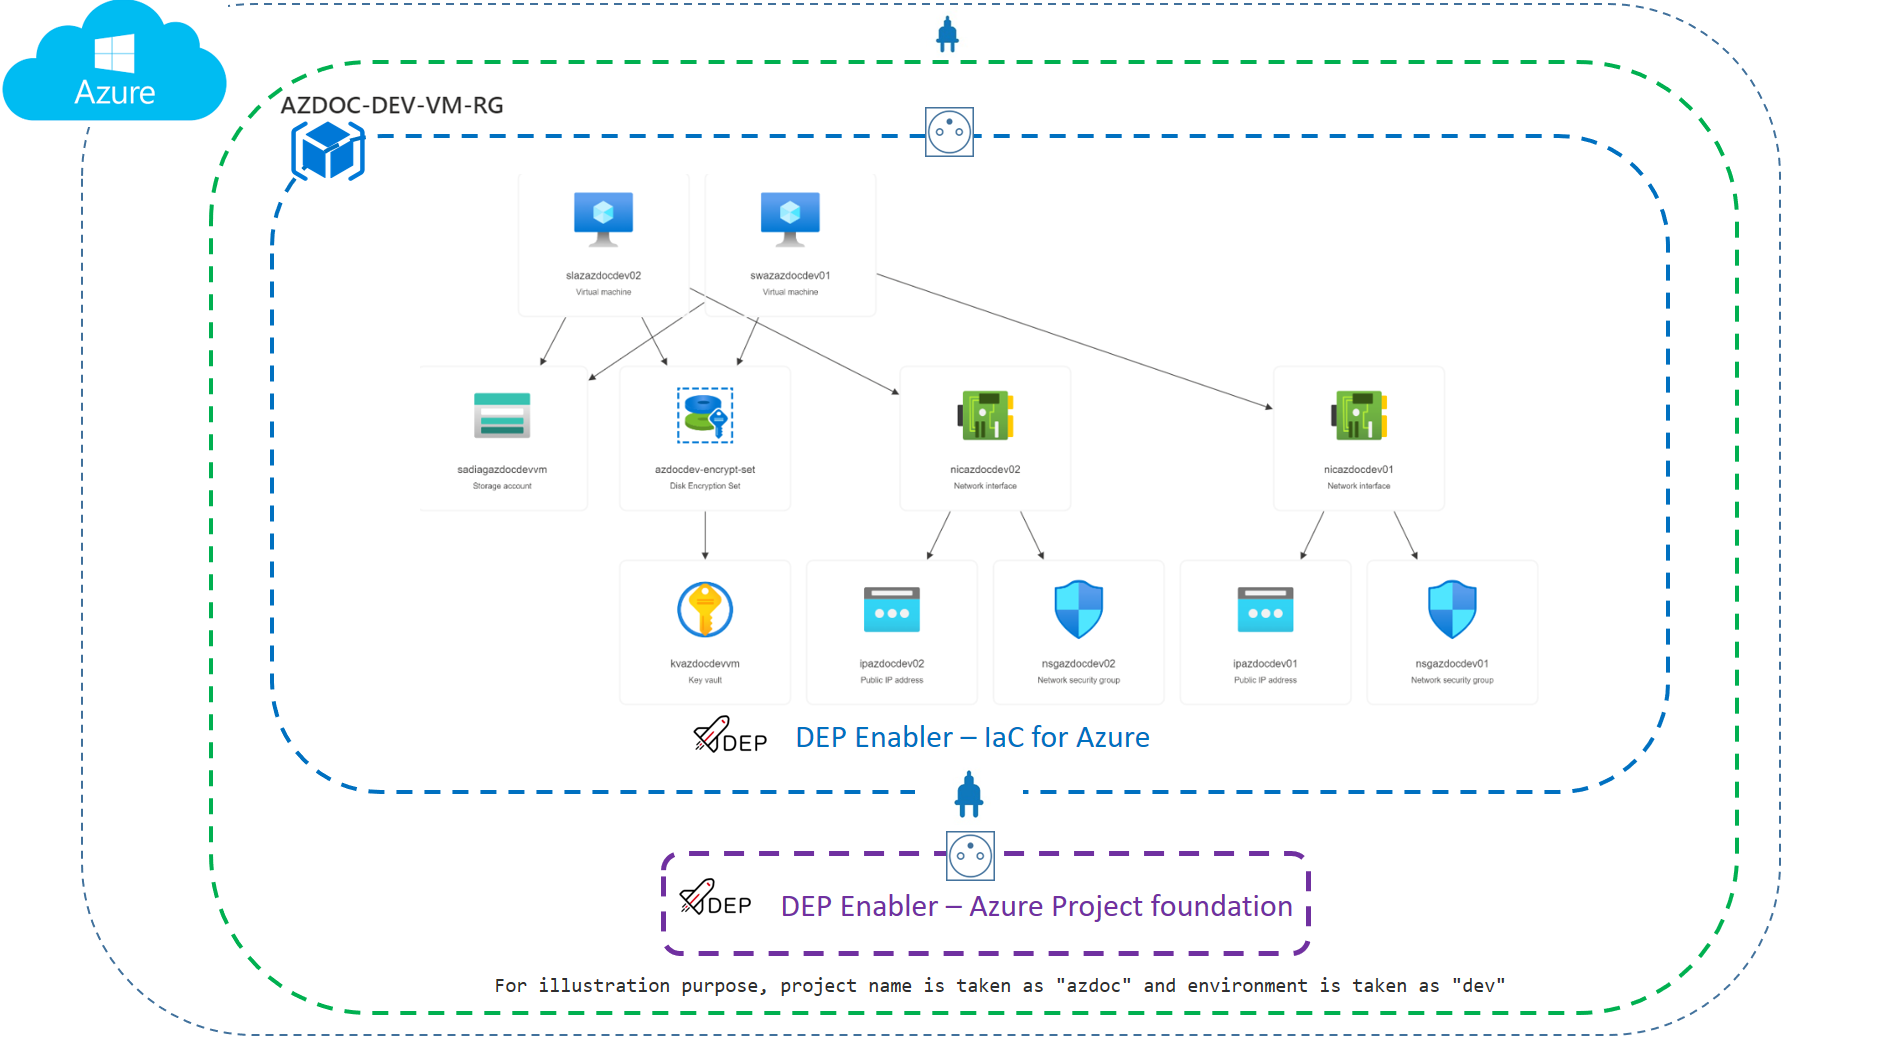 Azure
AZDOC-DEV-VM-RG
slazazdocdev02
Virtual machine
swazazdocdev01
Virtual machine
sadiagazdocdevvm
Storage account
azdocdev-encrypt-set
Disk Encryption Set
nicazdocdev02
Network interface
nicazdocdev01
Network interface
kvazdocdevvm
Key vault
ipazdocdev02
Public IP address
nsgazdocdev02
Network security group
ipazdocdev01
Public IP address
nsgazdocdev01
Network security group
DEP
DEP Enabler – IaC for Azure
DEP
DEP Enabler – Azure Project foundation
For illustration purpose, project name is taken as "azdoc" and environment is taken as "dev"